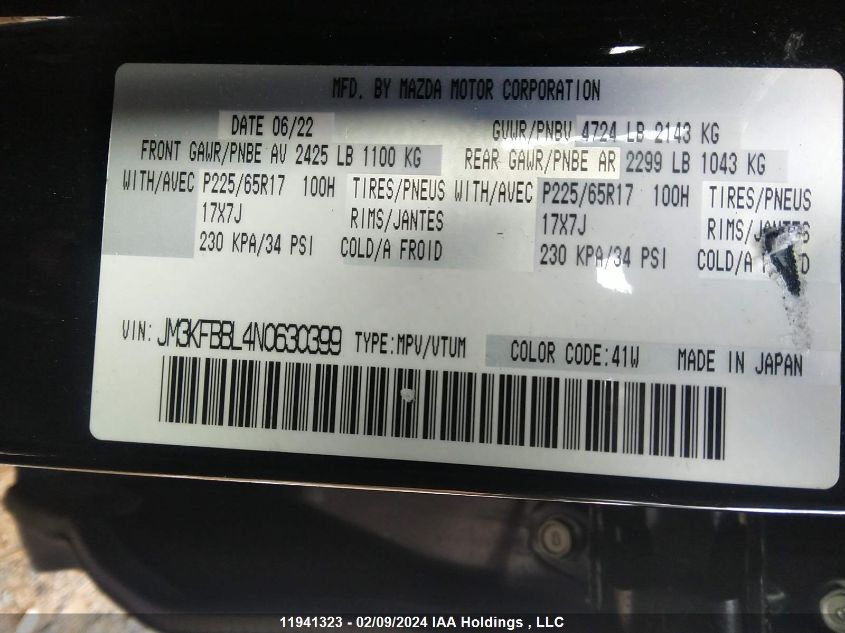 MFD. BY MAZDA MOTOR CORPORATION
DATE 06/22 GVWR/PNBV 4724 LB 2143 KG
FRONT GAWR/PNBE AV 2425 LB 1100 KG REAR GAWR/PNBE AR 2299 LB 1043 KG
WITH/AVEC P225/65R17 100H TIRES/PNEUS WITH/AVEC P225/65R17 100H TIRES/PNEUS
17X7J RIMS/JANTES 17X7J RIMS/JANTES
230 KPA/34 PSI COLD/A FROID 230 KPA/34 PSI COLD/A FROID
VIN: JM3KFBBL4N0630399 TYPE:MPV/VTUM COLOR CODE:41W MADE IN JAPAN
11941323 - 02/09/2024 IAA Holdings , LLC